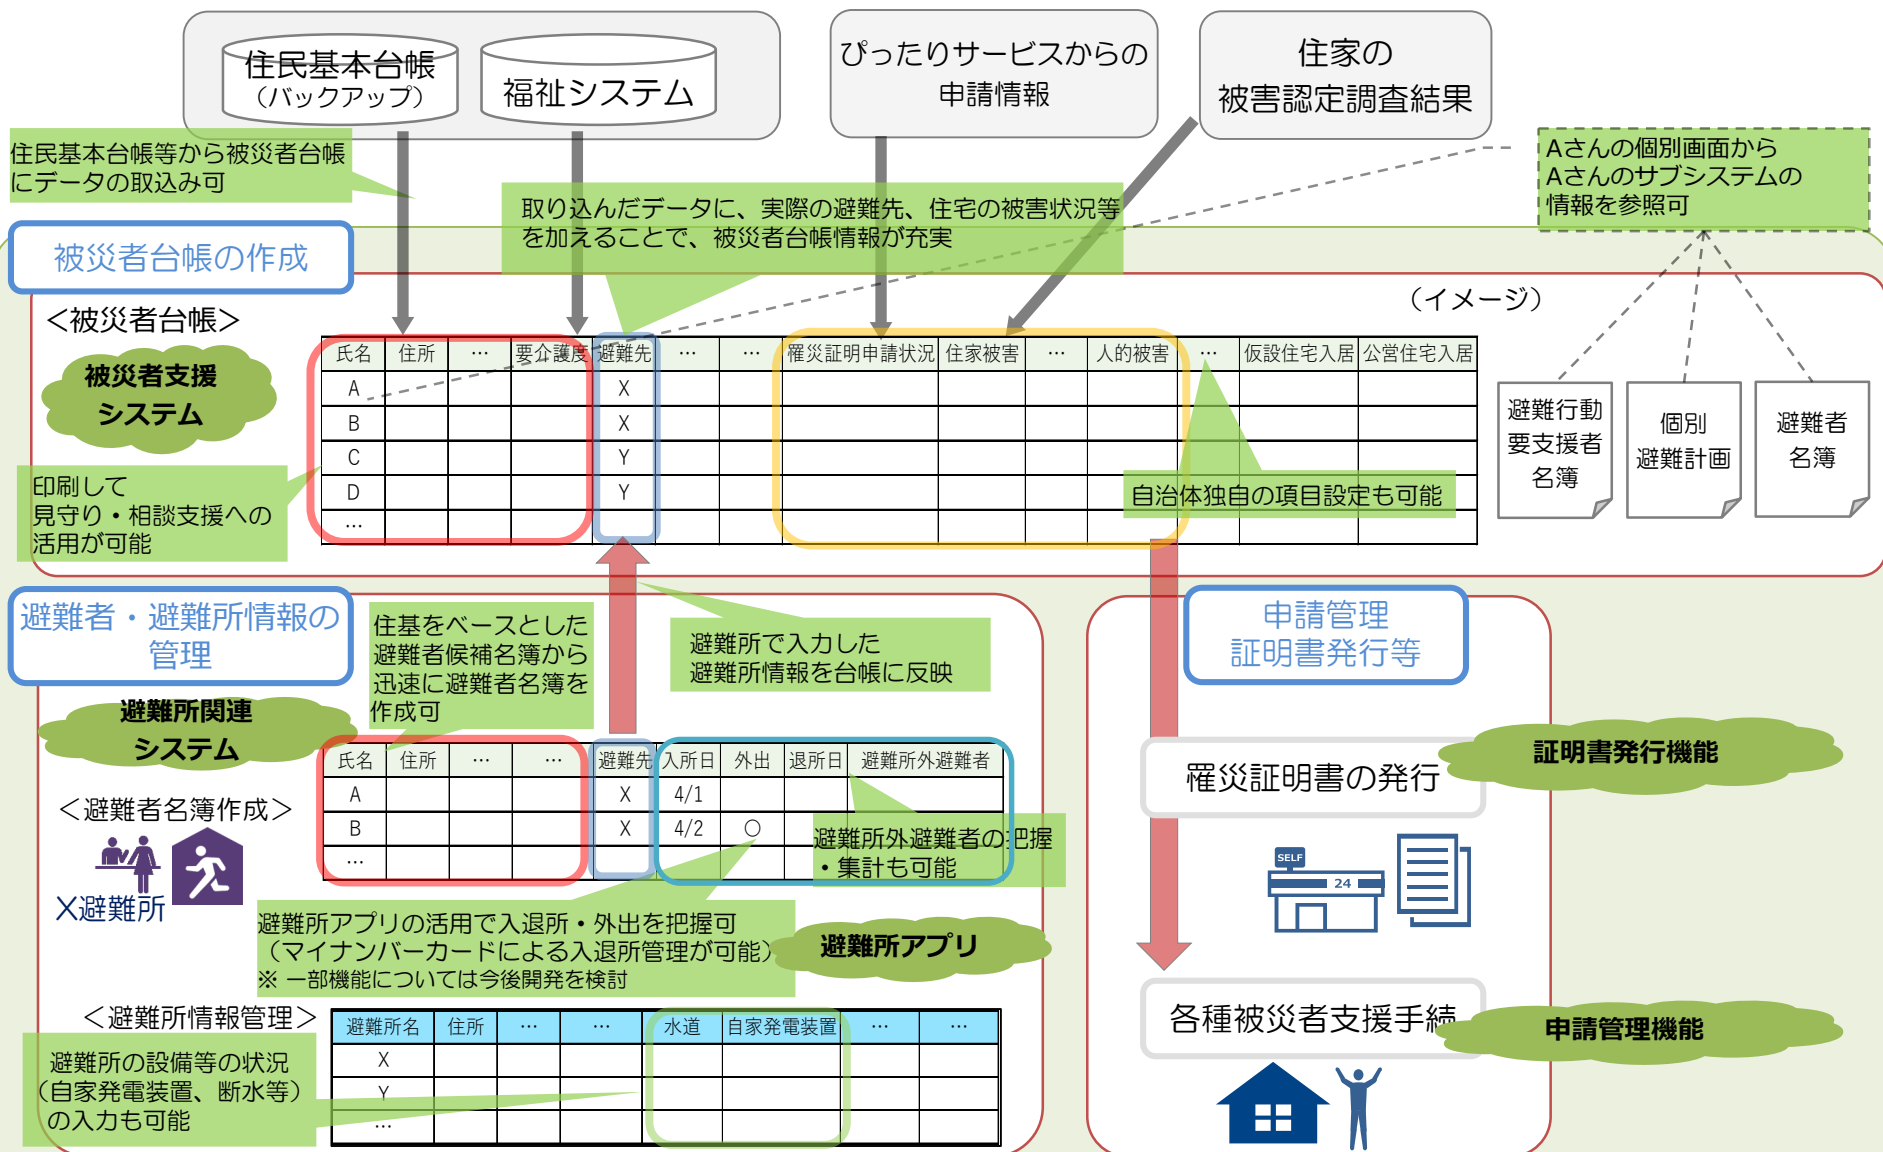 住民基本台帳
（バックアップ）
福祉システム
ぴったりサービスからの
申請情報
住家の
被害認定調査結果
住民基本台帳等から被災者台帳
にデータの取込み可
取り込んだデータに、実際の避難先、住宅の被害状況等
を加えることで、被災者台帳情報が充実
Aさんの個別画面から
Aさんのサブシステムの
情報を参照可
被災者台帳の作成
（イメージ）
＜被災者台帳＞
被災者支援
システム
氏名 住所 … 要介護度 避難先 … … 罹災証明申請状況 住家被害 … 人的被害 … 仮設住宅入居 公営住宅入居
A X
B X
C Y
D Y
…
印刷して
見守り・相談支援への
活用が可能
自治体独自の項目設定も可能
避難行動
要支援者
名簿
個別
避難計画
避難者
名簿
避難者・避難所情報の
管理
住基をベースとした
避難者候補名簿から
迅速に避難者名簿を
作成可
避難所で入力した
避難所情報を台帳に反映
避難所関連
システム
氏名 住所 … … 避難先 入所日 外出 退所日 避難所外避難者
A X 4/1
B X 4/2 〇
…
＜避難者名簿作成＞
X避難所
避難所外避難者の把握
・集計も可能
避難所アプリの活用で入退所・外出を把握可
（マイナンバーカードによる入退所管理が可能）
※ 一部機能については今後開発を検討
避難所アプリ
＜避難所情報管理＞
避難所名 住所 … … 水道 自家発電装置 … …
X
Y
…
避難所の設備等の状況
（自家発電装置、断水等）
の入力も可能
申請管理
証明書発行等
罹災証明書の発行
証明書発行機能
SELF
24
各種被災者支援手続
申請管理機能